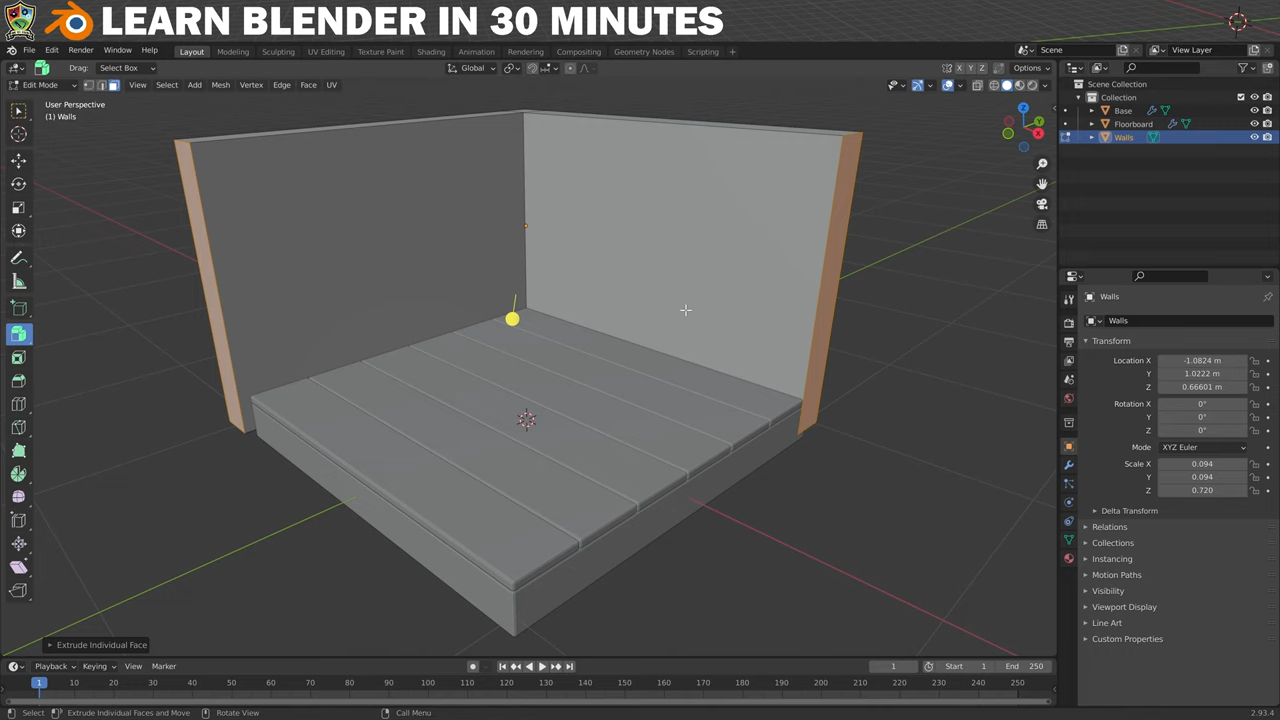 LEARN BLENDER IN 30 MINUTES
File Edit Render Window Help Layout Modeling Sculpting UV Editing Texture Paint Shading Animation Rendering Compositing Geometry Nodes Scripting + Scene View Layer
Drag: Select Box Global X Y Z Options
Edit Mode View Select Add Mesh Vertex Edge Face UV
Scene Collection
Collection
Base
Floorboard
Walls
User Perspective
(1) Walls
Z
Y
X
Walls
Walls
Transform
Location X -1.0824 m
Y 1.0222 m
Z 0.66601 m
Rotation X 0°
Y 0°
Z 0°
Mode XYZ Euler
Scale X 0.094
Y 0.094
Z 0.720
Delta Transform
Relations
Collections
Instancing
Motion Paths
Visibility
Viewport Display
Line Art
Custom Properties
Extrude Individual Face
Playback Keying View Marker 1 Start 1 End 250
1 10 20 30 40 50 60 70 80 90 100 110 120 130 140 150 160 170 180 190 200 210 220 230 240 250
Select Extrude Individual Faces and Move Rotate View Call Menu 2.93.4